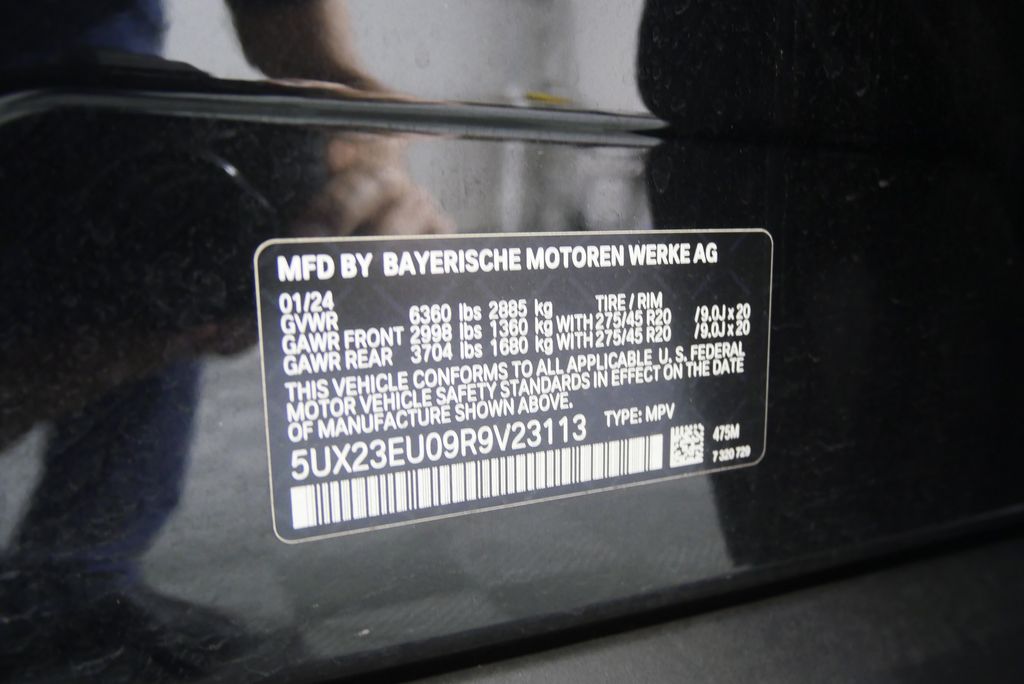 MFD BY BAYERISCHE MOTOREN WERKE AG
01/24 TIRE / RIM
GVWR 6360 lbs 2885 kg
GAWR FRONT 2998 lbs 1360 kg WITH 275/45 R20 /9.0J x 20
GAWR REAR 3704 lbs 1680 kg WITH 275/45 R20 /9.0J x 20
THIS VEHICLE CONFORMS TO ALL APPLICABLE U.S. FEDERAL
MOTOR VEHICLE SAFETY STANDARDS IN EFFECT ON THE DATE
OF MANUFACTURE SHOWN ABOVE.
5UX23EU09R9V23113 TYPE: MPV
475M
7 320 720